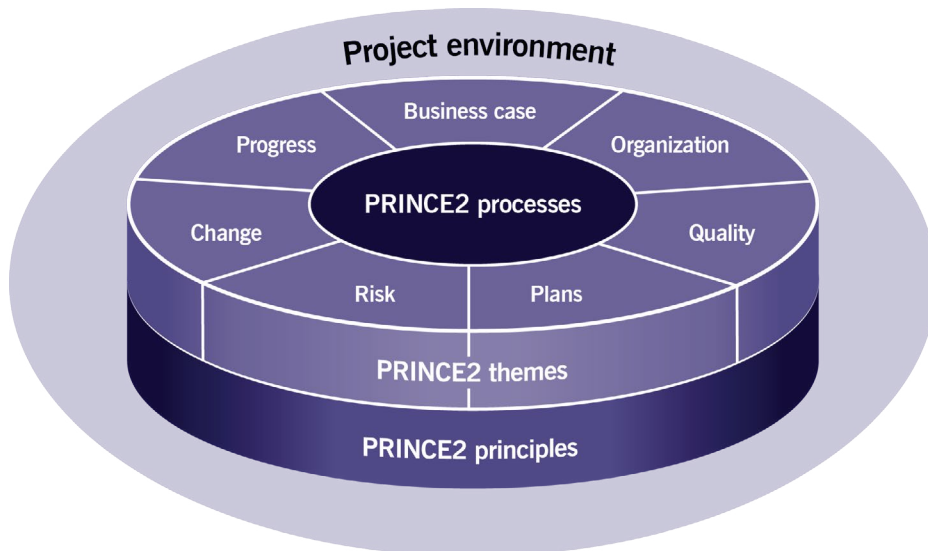 Project environment
Business case
Progress
Organization
PRINCE2 processes
Change
Quality
Risk
Plans
PRINCE2 themes
PRINCE2 principles